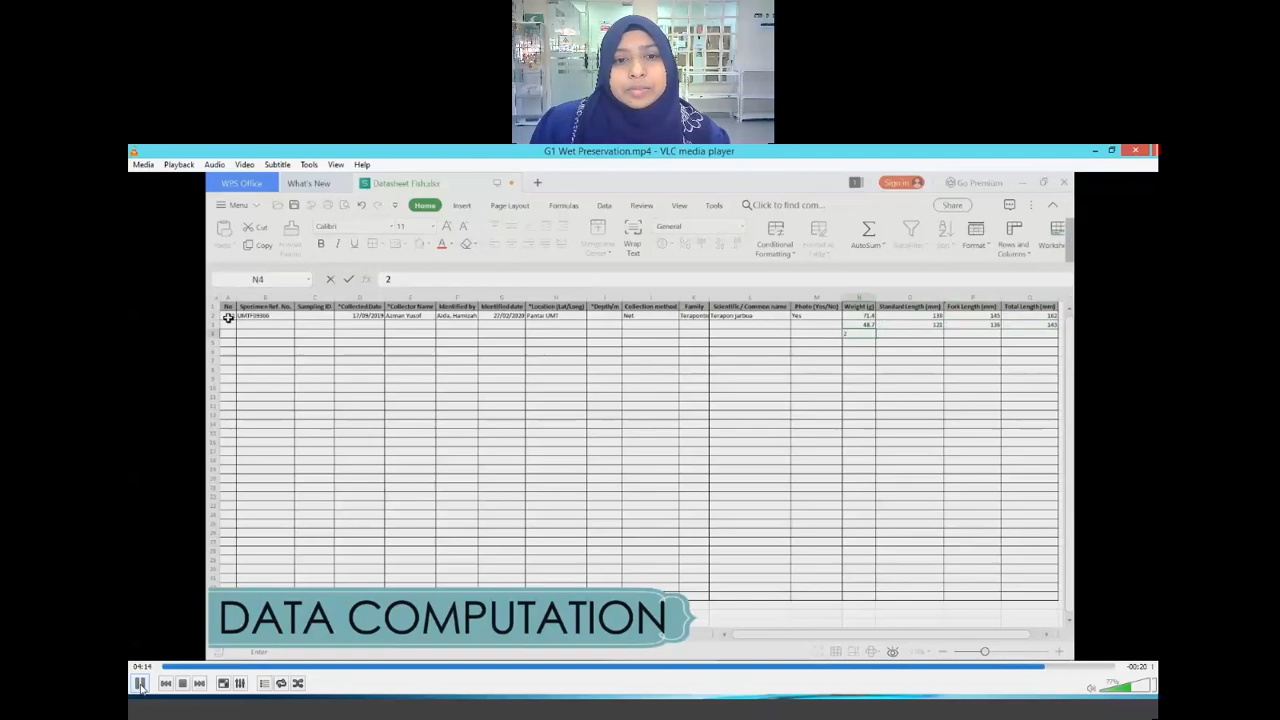 G1 Wet Preservation.mp4 - VLC media player
Media Playback Audio Video Subtitle Tools View Help
WPS Office What's New Datasheet Fish.xlsx Sign in Go Premium
Menu Home Insert Page Layout Formulas Data Review View Tools Click to find com... Share
Cut Calibri 11 General
Copy B I U A Wrap Text Conditional Formatting AutoSum Format Rows and Columns Worksh
N4 fx 2
No Specimen Ref. No. Sampling ID *Collected Date *Collector Name Identified by Mortified date *Location (Lat/Long) *Depth/m Collection method Family Scientific / Common name Photo (Yes/No) Weight (g) Standard Length (mm) Fork Length (mm) Total Length (mm)
UMTF09366 17/09/2019 Azman Yusof Aida, Hamizah 27/02/2020 Pantai UMT Net Terapon jarbua Yes 71.4 138 145 162
48.7 121 136 143
2
DATA COMPUTATION
Enter
04:14 -00:20
77%